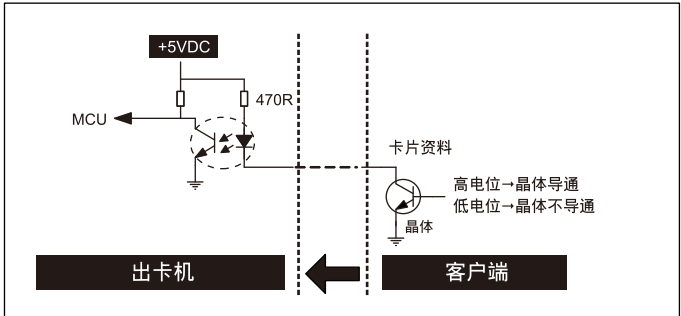 +5VDC
470R
MCU
卡片资料
高电位→晶体导通
低电位→晶体不导通
晶体
出卡机
客户端